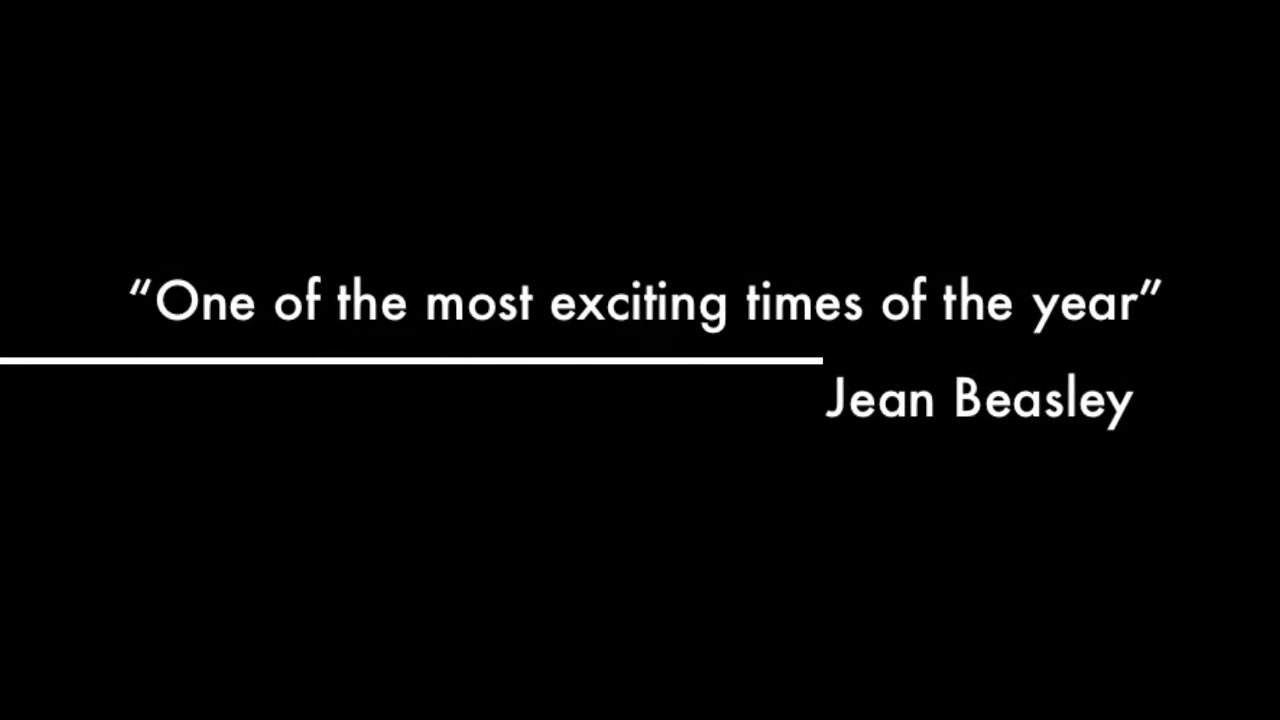 “One of the most exciting times of the year”
Jean Beasley